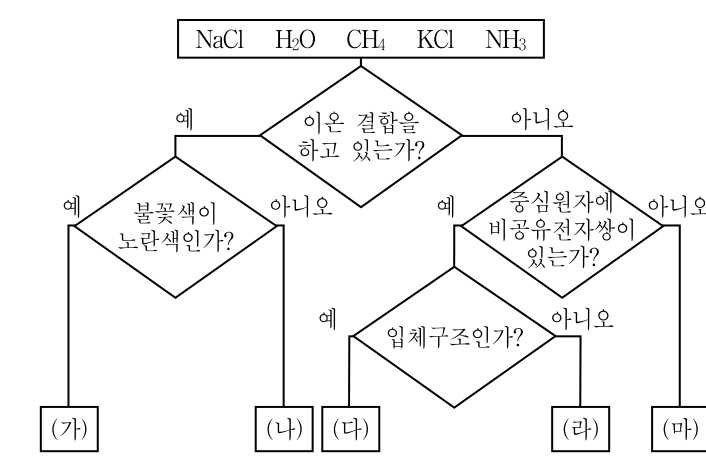 NaCl H₂O CH₄ KCl NH₃
예
이온 결합을
하고 있는가?
아니오
예
불꽃색이
노란색인가?
아니오
예
중심원자에
비공유전자쌍이
있는가?
아니오
예
입체구조인가?
아니오
(가)
(나)
(다)
(라)
(마)